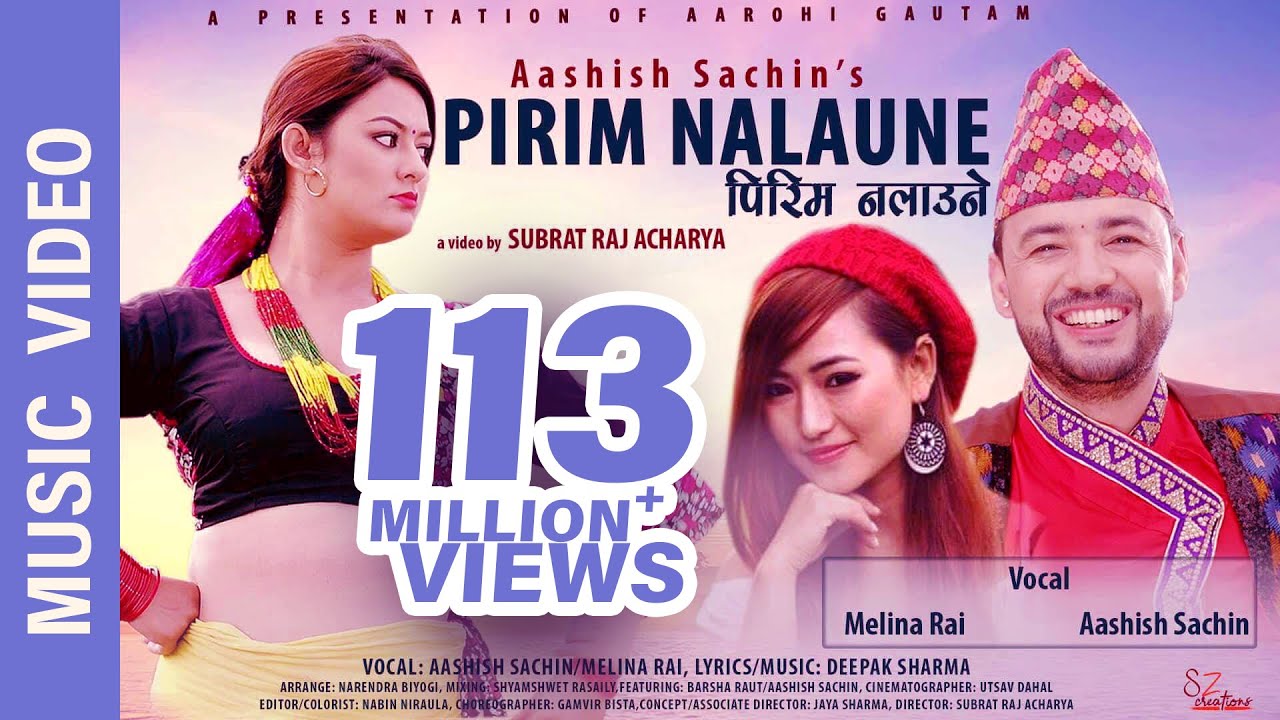 A PRESENTATION OF AAROHI GAUTAM
Aashish Sachin's
PIRIM NALAUNE
पिरिम नलाउने
a video by SUBRAT RAJ ACHARYA
MUSIC VIDEO
113
MILLION+
VIEWS
Vocal
Melina Rai Aashish Sachin
VOCAL: AASHISH SACHIN/MELINA RAI, LYRICS/MUSIC: DEEPAK SHARMA
ARRANGE: NARENDRA BIYOGI, MIXING: SHYAMSHWET RASAILY,FEATURING: BARSHA RAUT/AASHISH SACHIN, CINEMATOGRAPHER: UTSAV DAHAL
EDITOR/COLORIST: NABIN NIRAULA, CHOREOGRAPHER: GAMVIR BISTA,CONCEPT/ASSOCIATE DIRECTOR: JAYA SHARMA, DIRECTOR: SUBRAT RAJ ACHARYA
SZ
creations